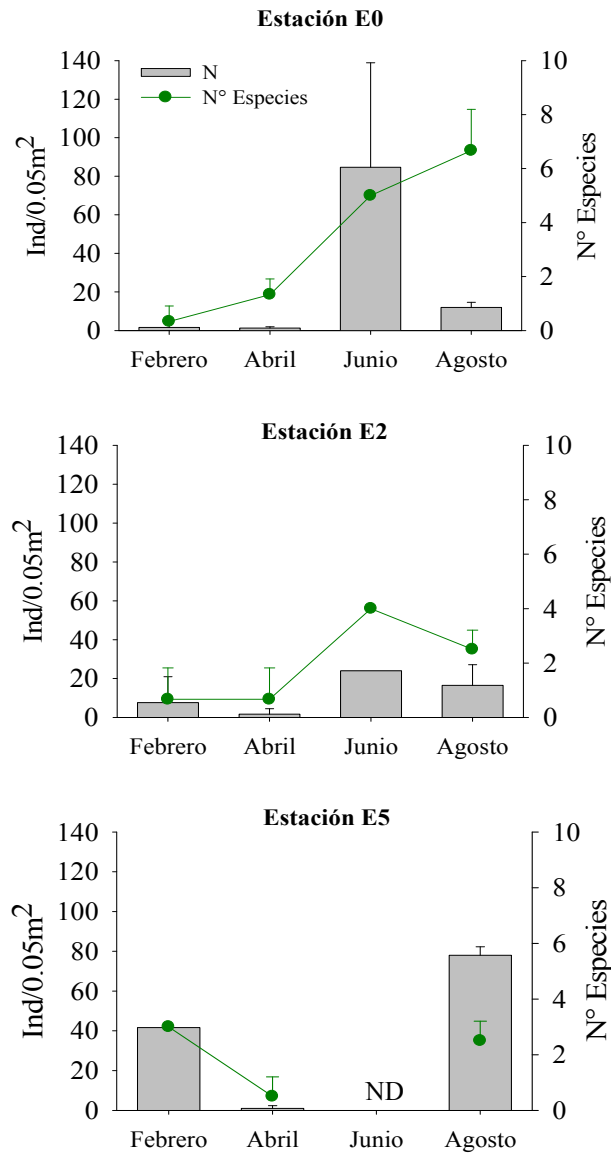 Estación E0
140
120
100
80
60
40
20
0
Ind/0.05m²
N
N° Especies
10
8
6
4
2
0
N° Especies
Febrero Abril Junio Agosto
Estación E2
140
120
100
80
60
40
20
0
Ind/0.05m²
10
8
6
4
2
0
N° Especies
Febrero Abril Junio Agosto
Estación E5
140
120
100
80
60
40
20
0
Ind/0.05m²
ND
10
8
6
4
2
0
N° Especies
Febrero Abril Junio Agosto